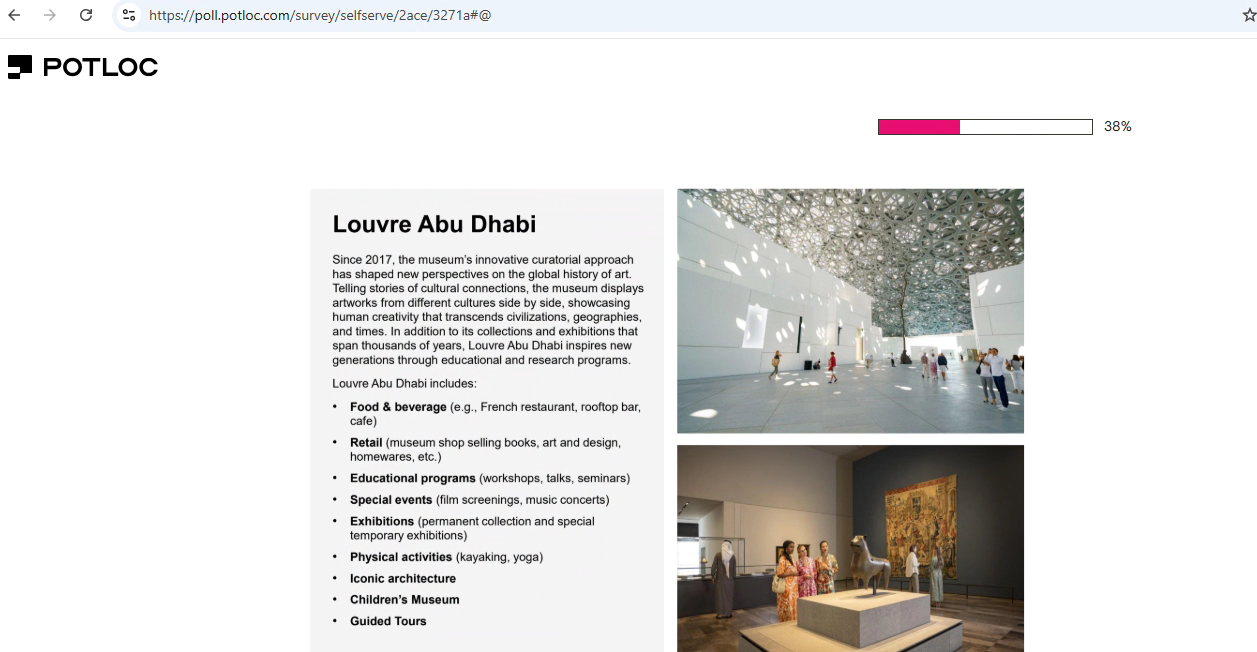 https://poll.potloc.com/survey/selfserve/2ace/3271a#@
POTLOC
38%
Louvre Abu Dhabi
Since 2017, the museum's innovative curatorial approach
has shaped new perspectives on the global history of art.
Telling stories of cultural connections, the museum displays
artworks from different cultures side by side, showcasing
human creativity that transcends civilizations, geographies,
and times. In addition to its collections and exhibitions that
span thousands of years, Louvre Abu Dhabi inspires new
generations through educational and research programs.
Louvre Abu Dhabi includes:
• Food & beverage (e.g., French restaurant, rooftop bar,
cafe)
• Retail (museum shop selling books, art and design,
homewares, etc.)
• Educational programs (workshops, talks, seminars)
• Special events (film screenings, music concerts)
• Exhibitions (permanent collection and special
temporary exhibitions)
• Physical activities (kayaking, yoga)
• Iconic architecture
• Children's Museum
• Guided Tours